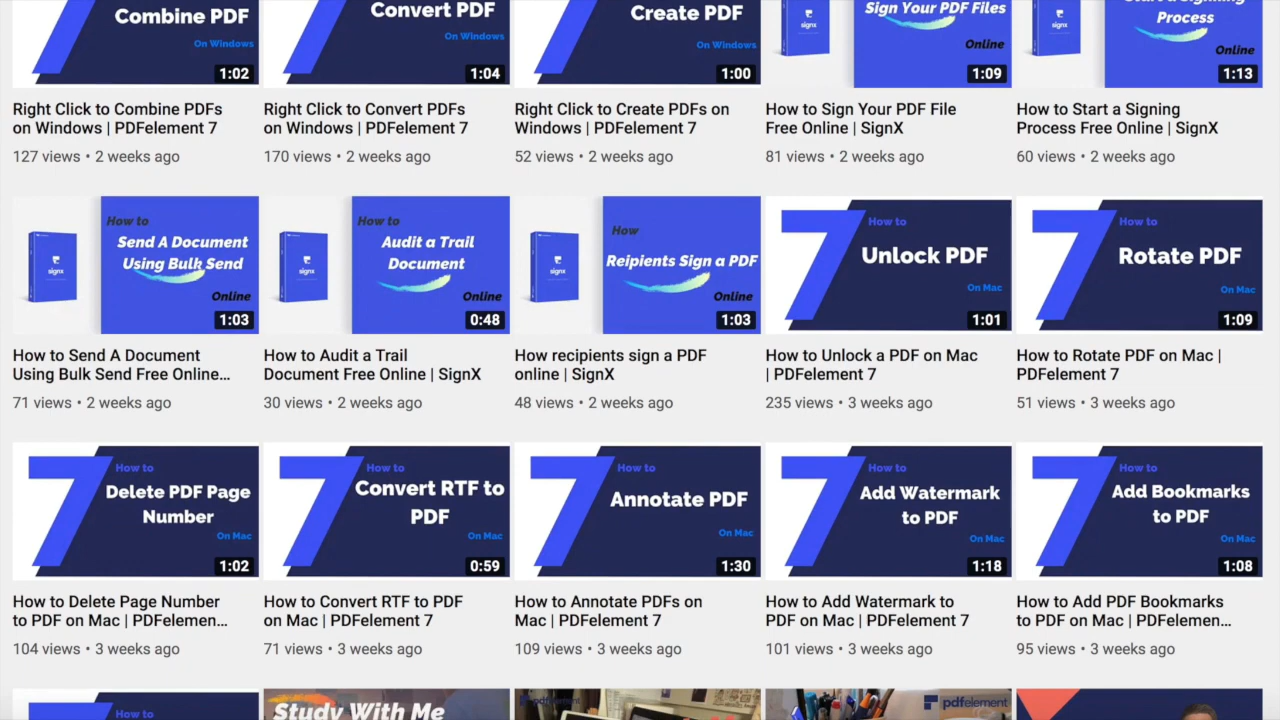 Combine PDF
On Windows
1:02
Convert PDF
On Windows
1:04
Create PDF
On Windows
1:00
signx
Sign Your PDF Files
Online
1:09
signx
Process
Online
1:13
Right Click to Combine PDFs
on Windows | PDFelement 7
127 views • 2 weeks ago
Right Click to Convert PDFs
on Windows | PDFelement 7
170 views • 2 weeks ago
Right Click to Create PDFs on
Windows | PDFelement 7
52 views • 2 weeks ago
How to Sign Your PDF File
Free Online | SignX
81 views • 2 weeks ago
How to Start a Signing
Process Free Online | SignX
60 views • 2 weeks ago
How to
Send A Document
Using Bulk Send
signx
Online
1:03
How to
Audit a Trail
Document
signx
Online
0:48
How
Reipients Sign a PDF
signx
Online
1:03
7
How to
Unlock PDF
On Mac
1:01
7
How to
Rotate PDF
On Mac
1:09
How to Send A Document
Using Bulk Send Free Online...
71 views • 2 weeks ago
How to Audit a Trail
Document Free Online | SignX
30 views • 2 weeks ago
How recipients sign a PDF
online | SignX
48 views • 2 weeks ago
How to Unlock a PDF on Mac
| PDFelement 7
235 views • 3 weeks ago
How to Rotate PDF on Mac |
PDFelement 7
51 views • 3 weeks ago
7
How to
Delete PDF Page
Number
On Mac
1:02
7
How to
Convert RTF to
PDF
On Mac
0:59
7
How to
Annotate PDF
On Mac
1:30
7
How to
Add Watermark
to PDF
On Mac
1:18
7
How to
Add Bookmarks
to PDF
On Mac
1:08
How to Delete Page Number
to PDF on Mac | PDFelemen...
104 views • 3 weeks ago
How to Convert RTF to PDF
on Mac | PDFelement 7
71 views • 3 weeks ago
How to Annotate PDFs on
Mac | PDFelement 7
109 views • 3 weeks ago
How to Add Watermark to
PDF on Mac | PDFelement 7
101 views • 3 weeks ago
How to Add PDF Bookmarks
to PDF on Mac | PDFelemen...
95 views • 3 weeks ago
How to
Study With Me
pdfelement
pdfelement